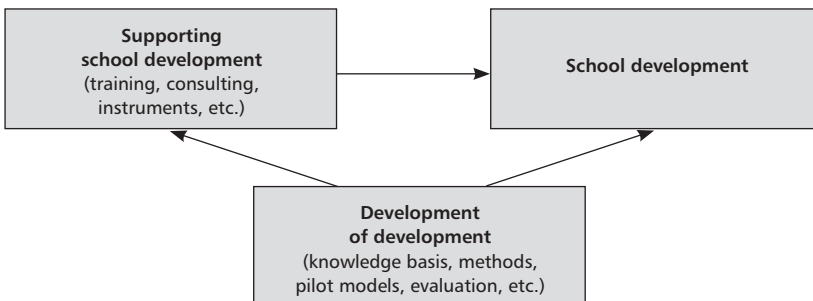 Supporting
school development
(training, consulting,
instruments, etc.)
School development
Development
of development
(knowledge basis, methods,
pilot models, evaluation, etc.)